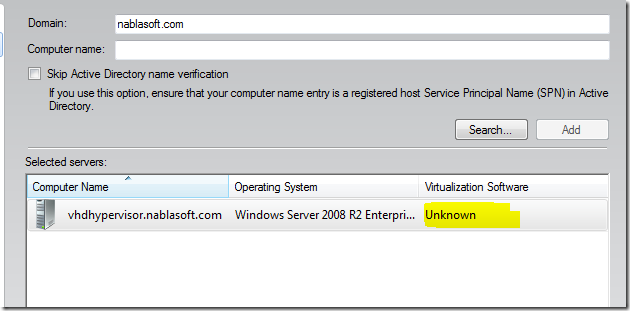 Domain: nablasoft.com
Computer name:
Skip Active Directory name verification
If you use this option, ensure that your computer name entry is a registered host Service Principal Name (SPN) in Active
Directory.
Search... Add
Selected servers:
Computer Name Operating System Virtualization Software
vhdhypervisor.nablasoft.com Windows Server 2008 R2 Enterpri... Unknown